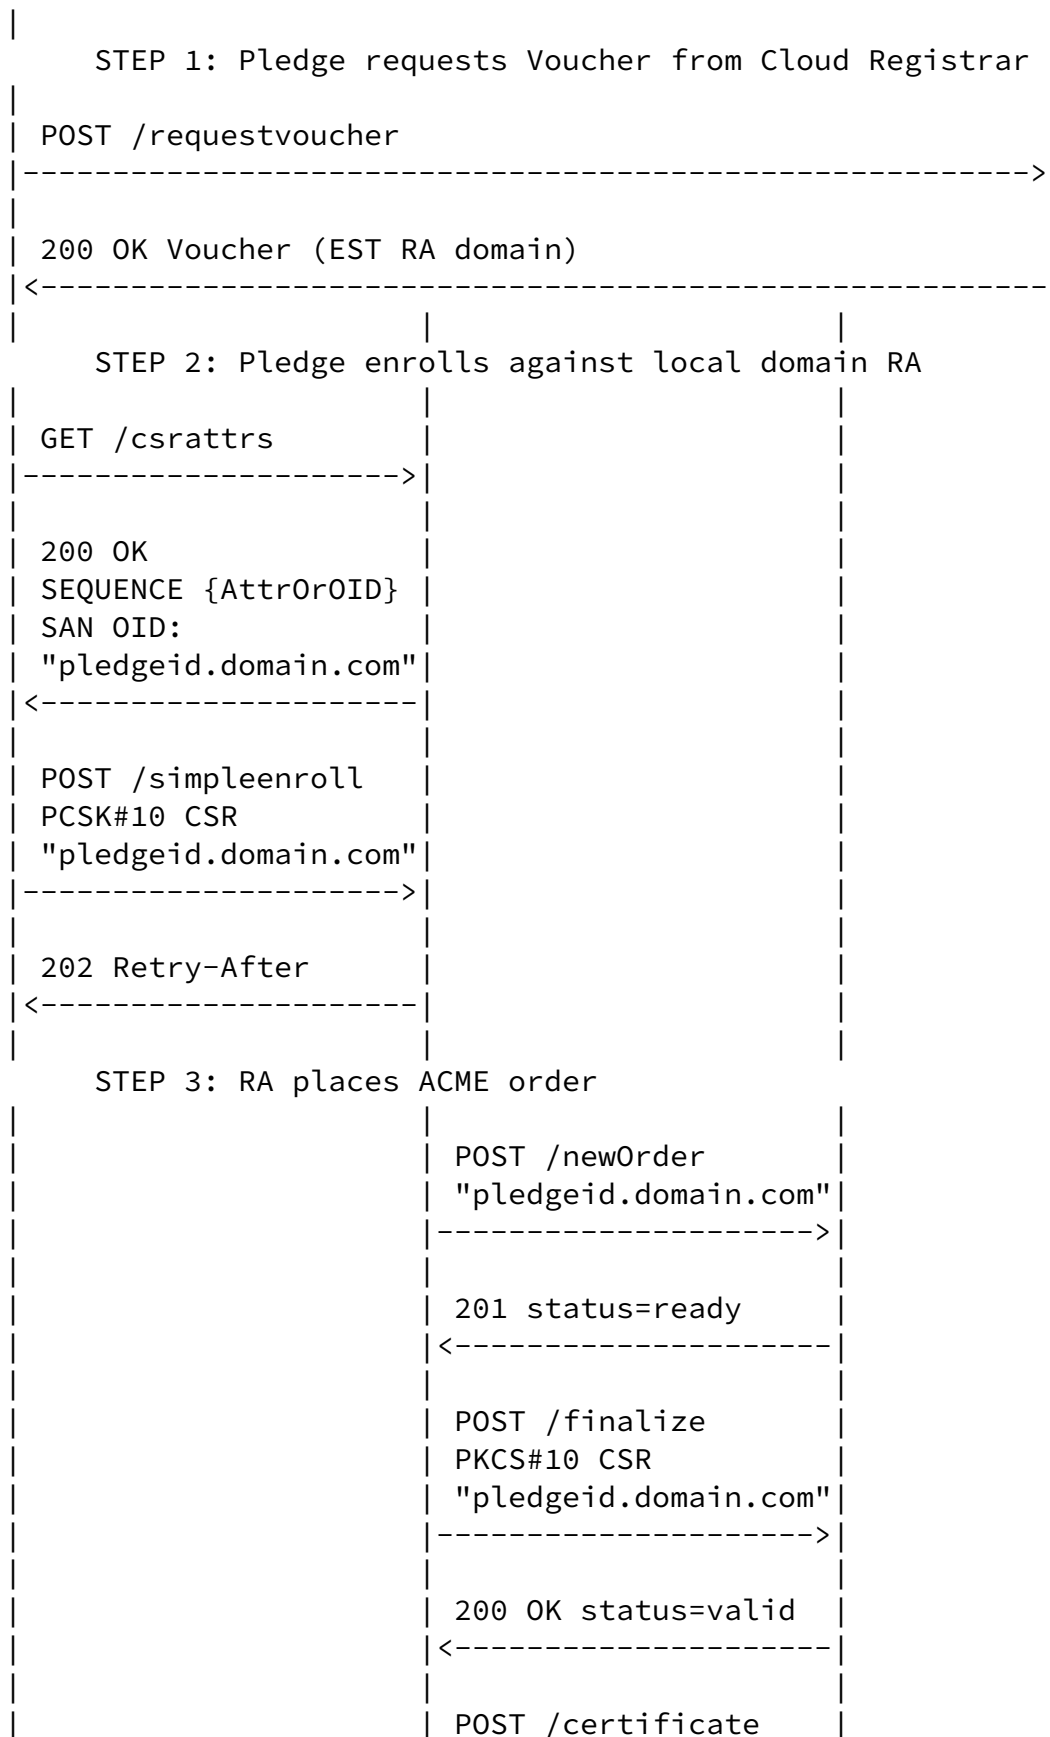 STEP 1: Pledge requests Voucher from Cloud Registrar
POST /requestvoucher
200 OK Voucher (EST RA domain)
STEP 2: Pledge enrolls against local domain RA
GET /csrattrs
200 OK
SEQUENCE {AttrOrOID}
SAN OID:
"pledgeid.domain.com"
POST /simpleenroll
PCSK#10 CSR
"pledgeid.domain.com"
202 Retry-After
STEP 3: RA places ACME order
POST /newOrder
"pledgeid.domain.com"
201 status=ready
POST /finalize
PKCS#10 CSR
"pledgeid.domain.com"
200 OK status=valid
POST /certificate